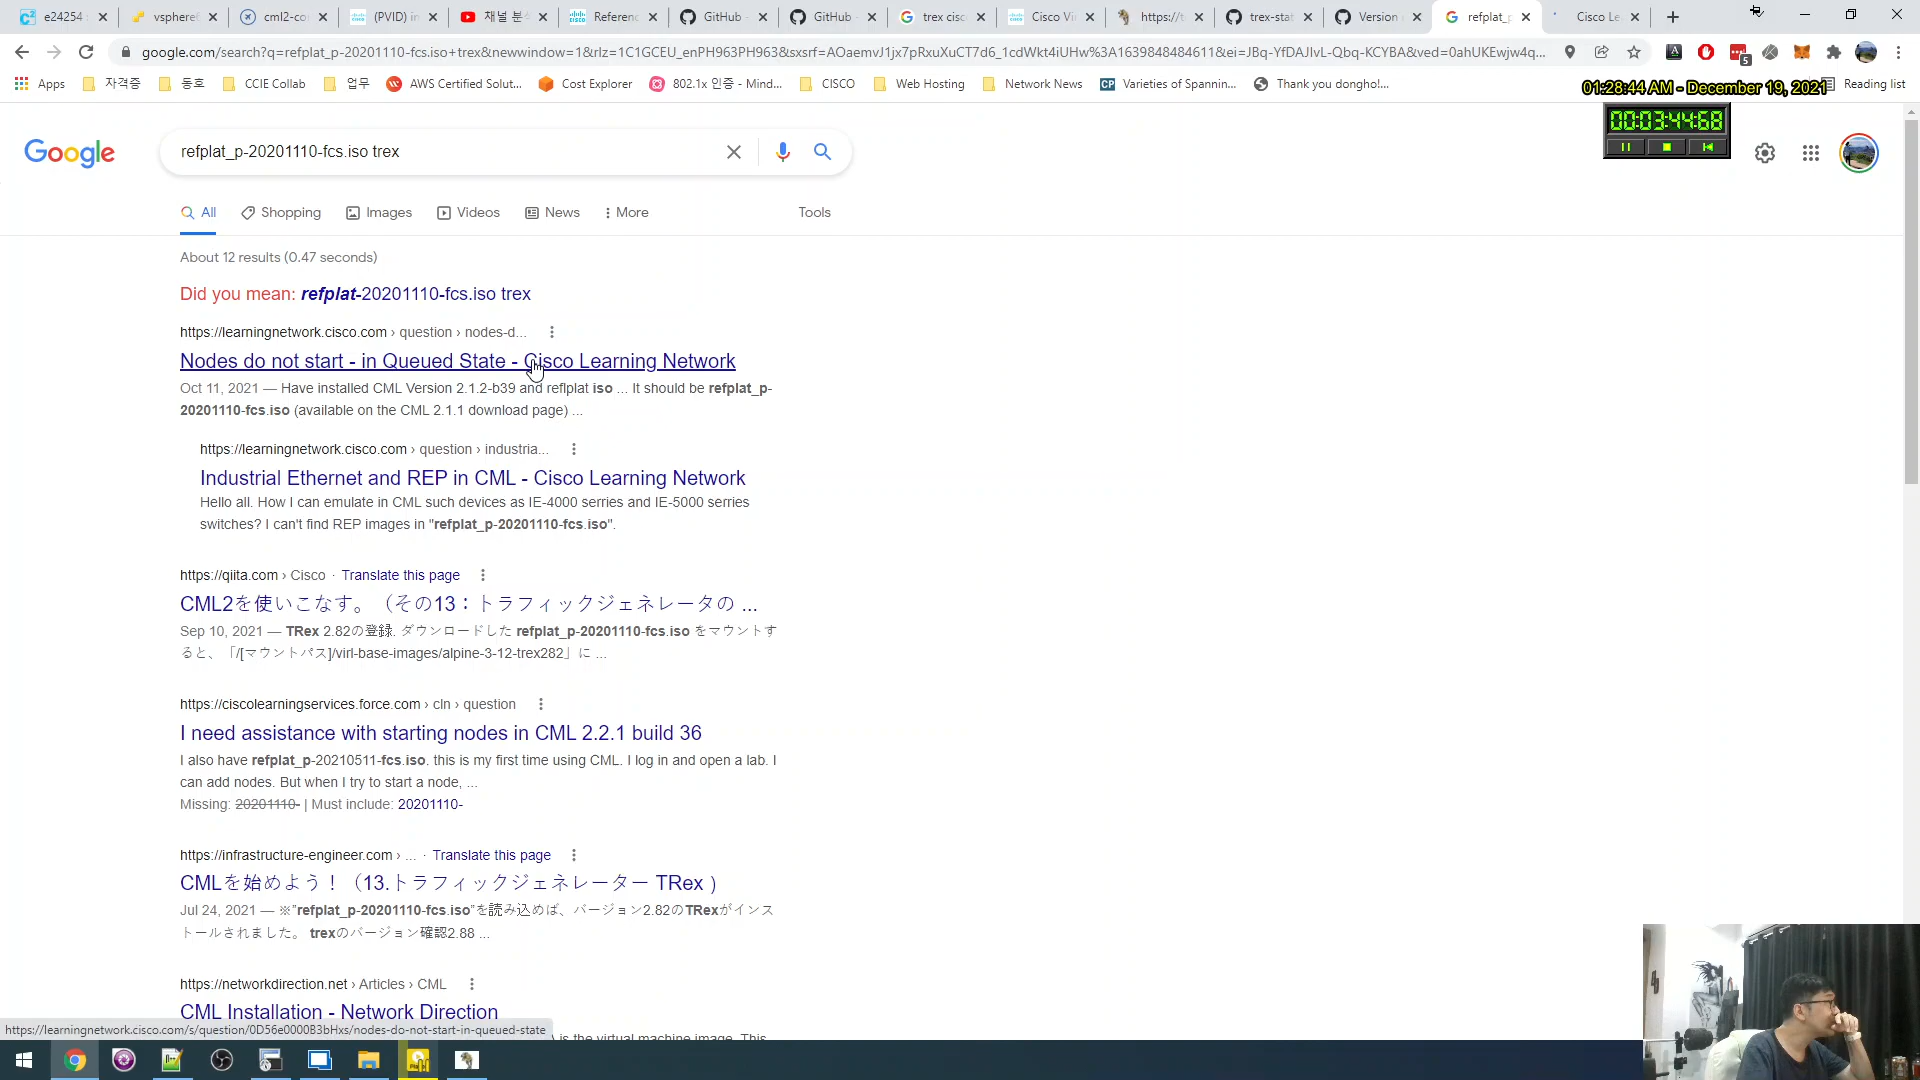 e24254
vsphere6
cml2-co
(PVID) in
채널 분
Referenc
GitHub
GitHub
trex cisc
Cisco Vi
https://t
trex-stat
Version
refplat_p
Cisco Le
google.com/search?q=refplat_p-20201110-fcs.iso+trex&newwindow=1&rlz=1C1GCEU_enPH963PH963&sxsrf=AOaemvJ1jx7pRxuXuCT7d6_1cdWkt4iUHw%3A1639848484611&ei=JBq-YfDAJIvL-Qbq-KCYBA&ved=0ahUKEwjw4q...
5
Apps
자격증
동호
CCIE Collab
업무
AWS Certified Solut...
Cost Explorer
802.1x 인증 - Mind...
CISCO
Web Hosting
Network News
CP Varieties of Spannin...
Thank you dongho!...
Reading list
01:28:44 AM - December 19, 2021
00:03:44:68
Google
refplat_p-20201110-fcs.iso trex
All
Shopping
Images
Videos
News
More
Tools
About 12 results (0.47 seconds)
Did you mean: refplat-20201110-fcs.iso trex
https://learningnetwork.cisco.com › question › nodes-d...
Nodes do not start - in Queued State - Cisco Learning Network
Oct 11, 2021 — Have installed CML Version 2.1.2-b39 and reflplat iso ... It should be refplat_p-
20201110-fcs.iso (available on the CML 2.1.1 download page) ...
https://learningnetwork.cisco.com › question › industria...
Industrial Ethernet and REP in CML - Cisco Learning Network
Hello all. How I can emulate in CML such devices as IE-4000 serries and IE-5000 serries
switches? I can't find REP images in "refplat_p-20201110-fcs.iso".
https://qiita.com › Cisco · Translate this page
CML2を使いこなす。（その13：トラフィックジェネレータの ...
Sep 10, 2021 — TRex 2.82の登録. ダウンロードした refplat_p-20201110-fcs.iso をマウントす
ると、「/[マウントパス]/virl-base-images/alpine-3-12-trex282」に ...
https://ciscolearningservices.force.com › cln › question
I need assistance with starting nodes in CML 2.2.1 build 36
I also have refplat_p-20210511-fcs.iso. this is my first time using CML. I log in and open a lab. I
can add nodes. But when I try to start a node, ...
Missing: 20201110- | Must include: 20201110-
https://infrastructure-engineer.com › ... · Translate this page
CMLを始めよう！（13.トラフィックジェネレーター TRex ）
Jul 24, 2021 — ※"refplat_p-20201110-fcs.iso"を読み込めば、バージョン2.82のTRexがインス
トールされました。 trexのバージョン確認2.88 ...
https://networkdirection.net › Articles › CML
CML Installation - Network Direction
is the virtual machine image. This
https://learningnetwork.cisco.com/s/question/0D56e0000B3bHxs/nodes-do-not-start-in-queued-state